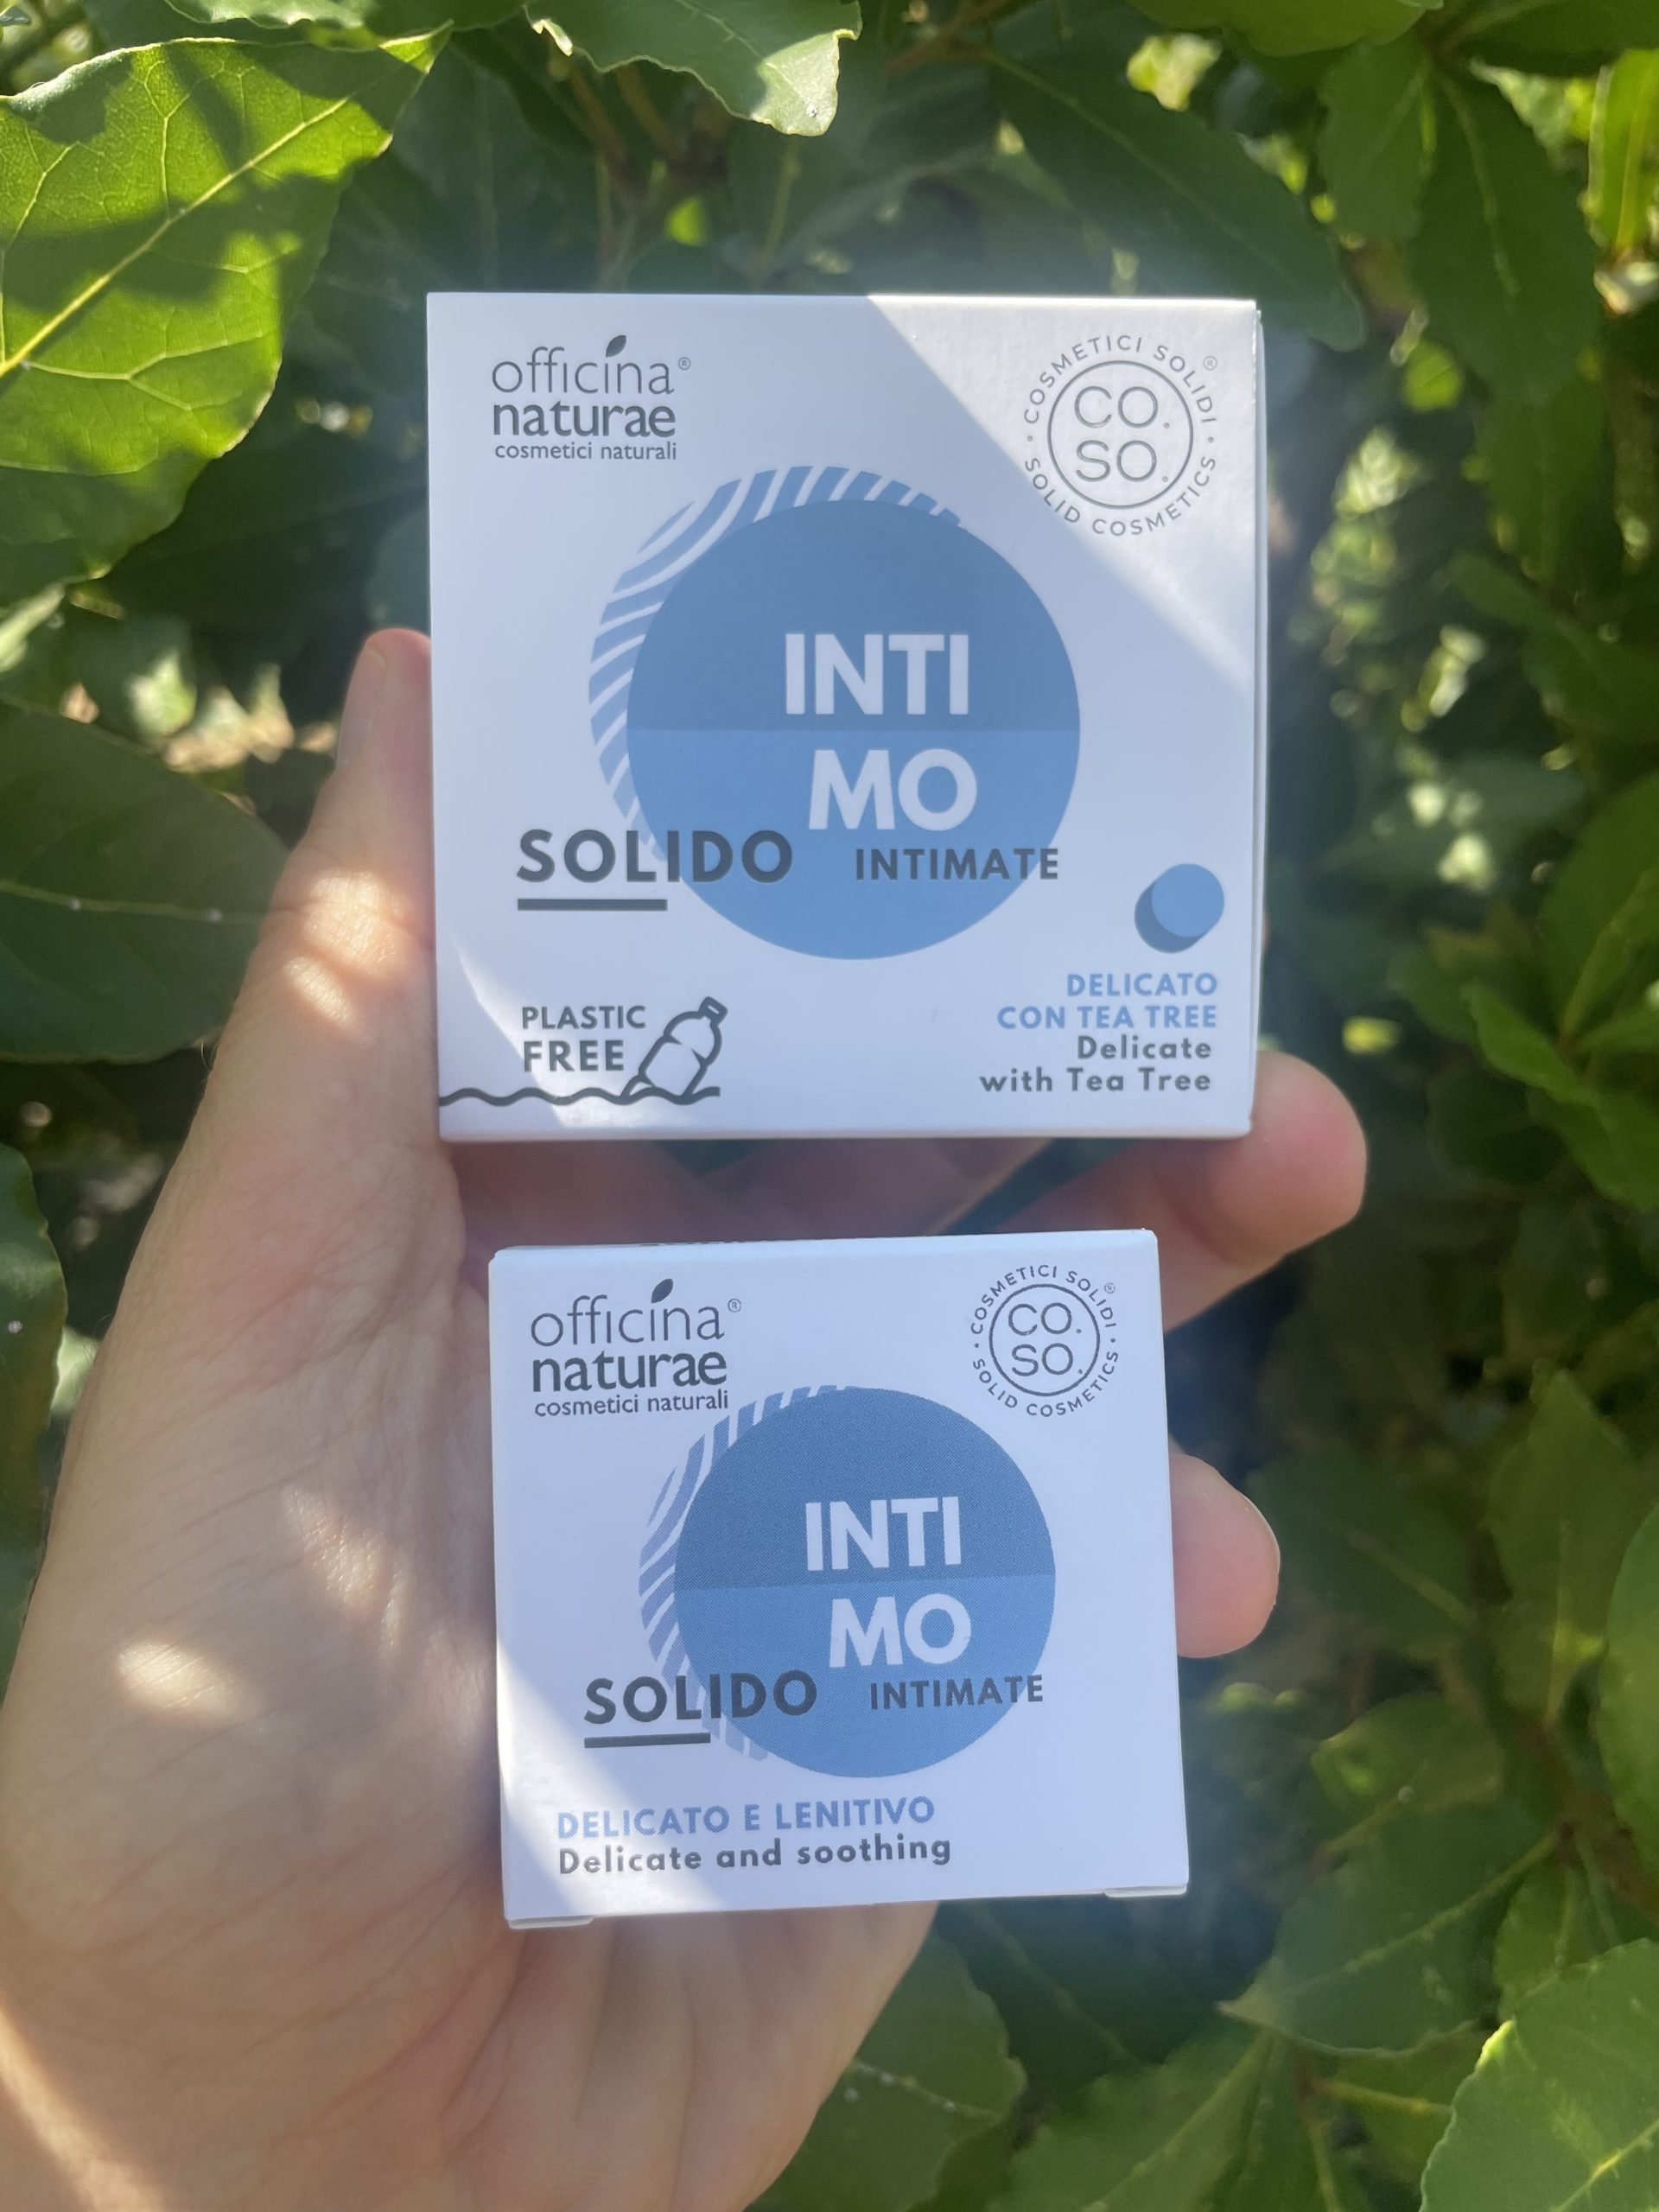 officina®
naturae
cosmetici naturali
COSMETICI SOLIDI®
CO.
SO.
SOLID COSMETICS
INTI
MO
SOLIDO INTIMATE
PLASTIC
FREE
DELICATO
CON TEA TREE
Delicate
with Tea Tree
officina®
naturae
cosmetici naturali
COSMETICI SOLIDI®
CO.
SO.
SOLID COSMETICS
INTI
MO
SOLIDO INTIMATE
DELICATO E LENITIVO
Delicate and soothing